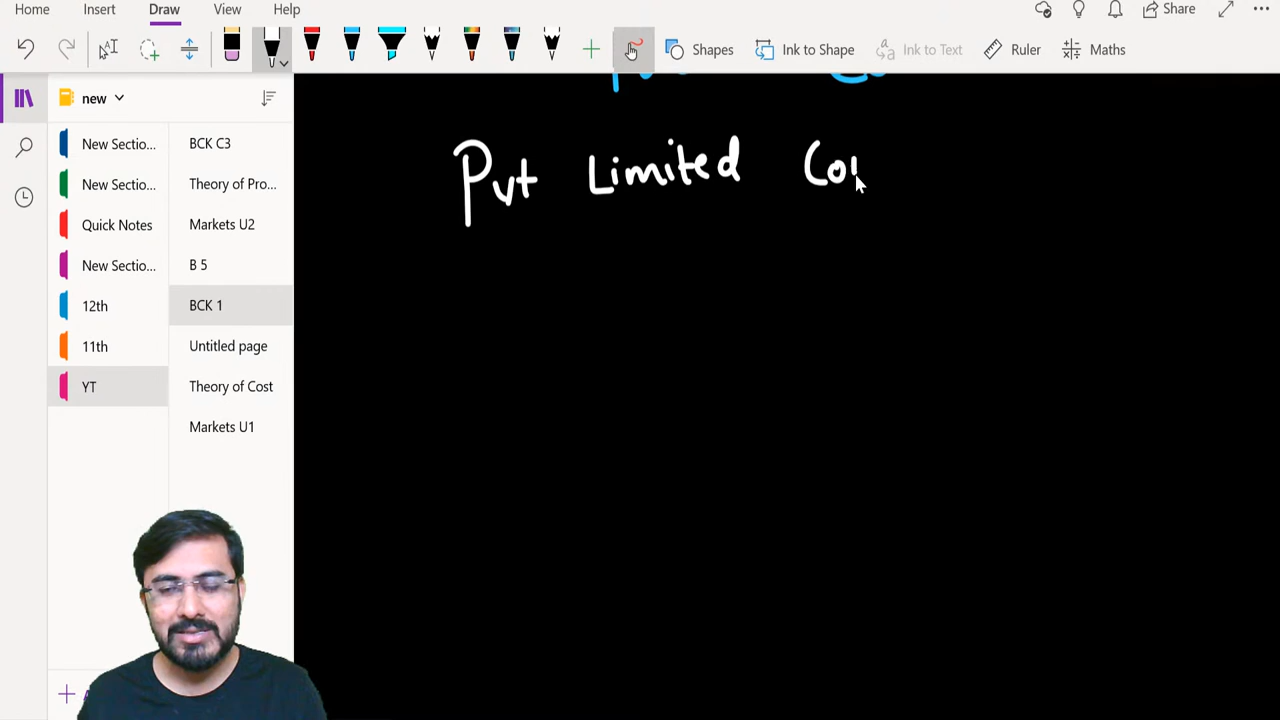 Home Insert Draw View Help Share
Shapes Ink to Shape Ink to Text Ruler Maths
new
New Sectio... BCK C3
New Sectio... Theory of Pro...
Quick Notes Markets U2
New Sectio... B 5
12th BCK 1
11th Untitled page
YT Theory of Cost
Markets U1
Pvt Limited Co